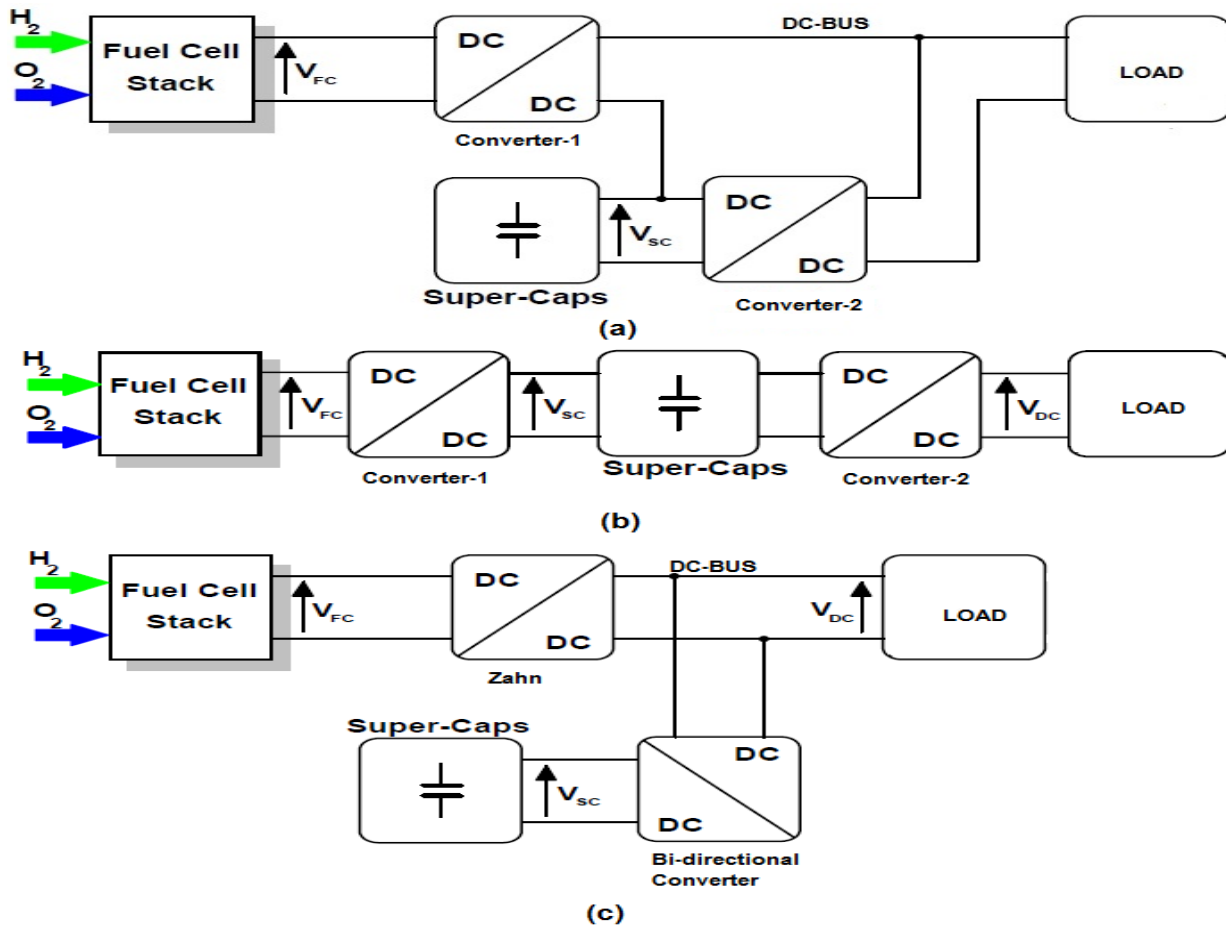 H2
O2
Fuel Cell
Stack
VFC
DC
DC
Converter-1
DC-BUS
LOAD
VSC
Super-Caps
DC
DC
Converter-2
(a)
H2
O2
Fuel Cell
Stack
VFC
DC
DC
Converter-1
VSC
Super-Caps
DC
DC
Converter-2
VDC
LOAD
(b)
H2
O2
Fuel Cell
Stack
VFC
DC
DC
Zahn
DC-BUS
VDC
LOAD
Super-Caps
VSC
DC
DC
Bi-directional
Converter
(c)